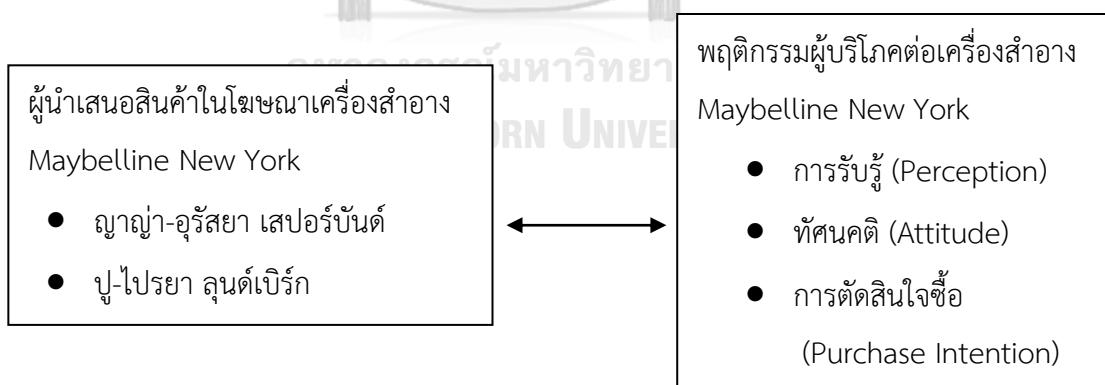 ผู้นำเสนอสินค้าในโฆษณาเครื่องสำอาง
Maybelline New York
● ญาญ่า-อุรัสยา เสปอร์บันด์
● ปู-ไปรยา ลุนด์เบิร์ก
พฤติกรรมผู้บริโภคต่อเครื่องสำอาง
Maybelline New York
● การรับรู้ (Perception)
● ทัศนคติ (Attitude)
● การตัดสินใจซื้อ
(Purchase Intention)